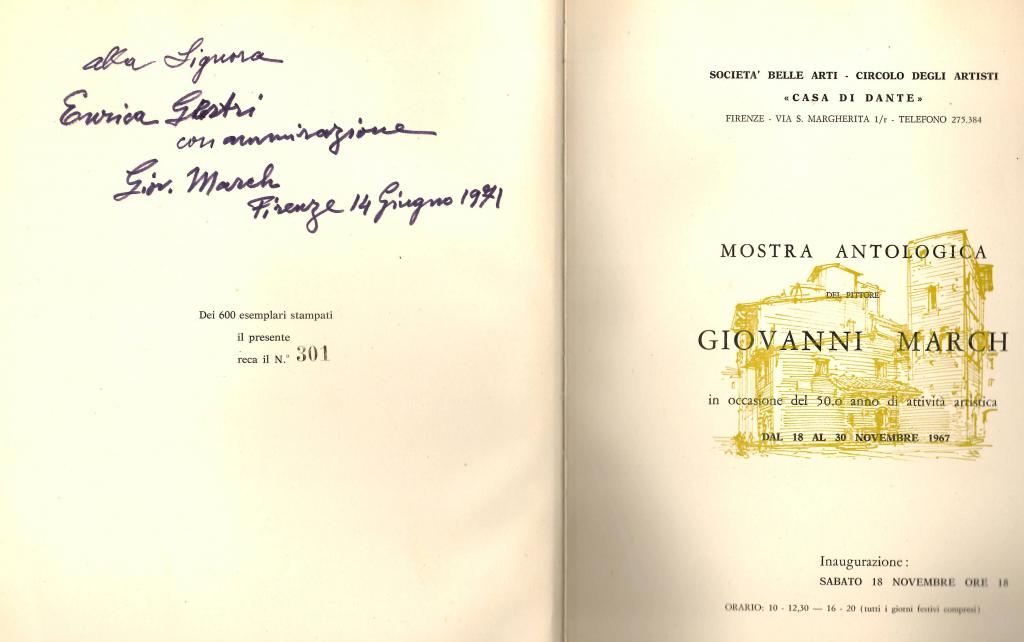 alla Signora
Enrica Gestri
con ammirazione
Giov. March
Firenze 14 Giugno 1971
Dei 600 esemplari stampati
il presente
reca il N.° 301
SOCIETA' BELLE ARTI - CIRCOLO DEGLI ARTISTI
«CASA DI DANTE»
FIRENZE - VIA S. MARGHERITA 1/r - TELEFONO 275.384
MOSTRA ANTOLOGICA
DEL PITTORE
GIOVANNI MARCH
in occasione del 50.o anno di attività artistica
DAL 18 AL 30 NOVEMBRE 1967
Inaugurazione:
SABATO 18 NOVEMBRE ORE 18
ORARIO: 10 - 12,30 — 16 - 20 (tutti i giorni festivi compresi)